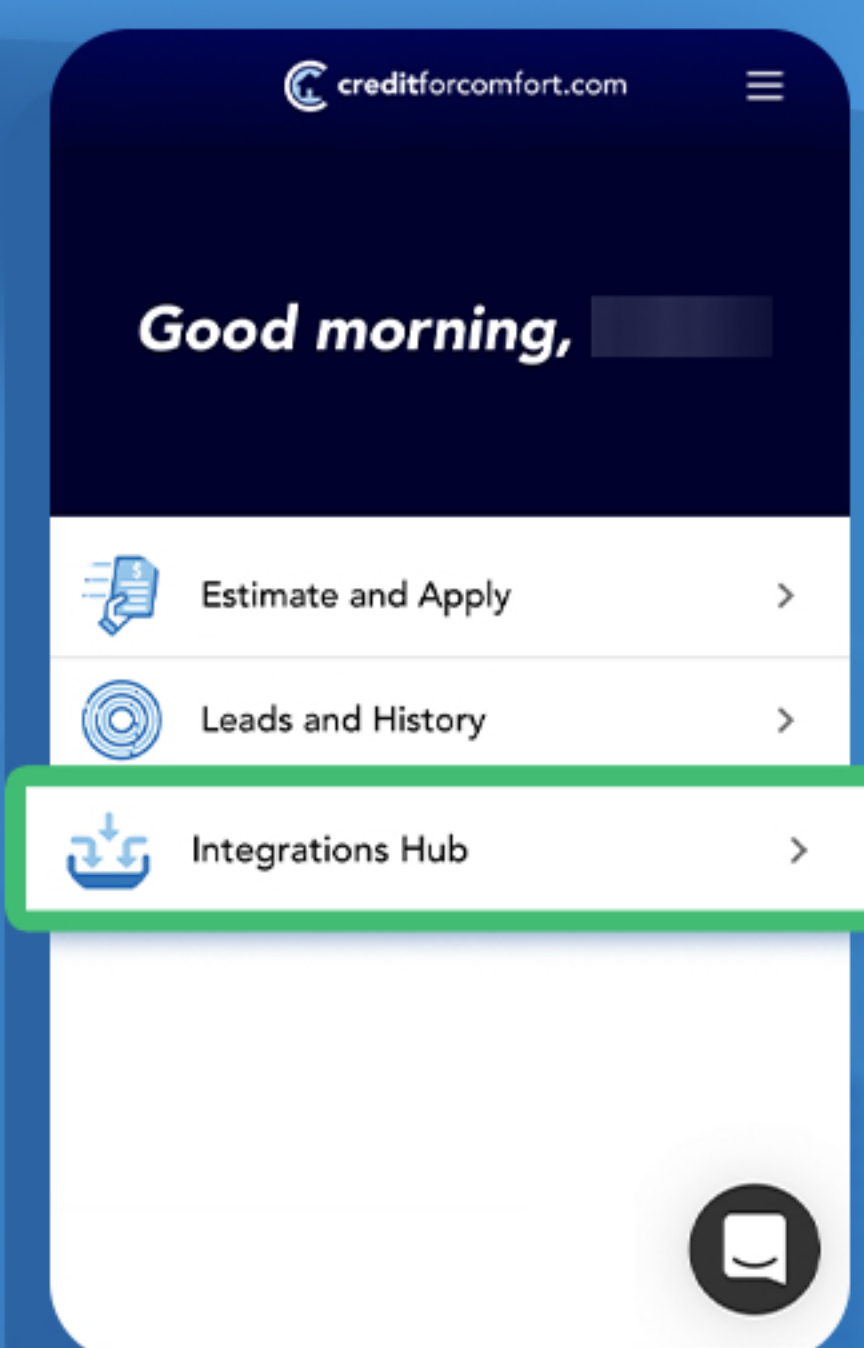 creditforcomfort.com
Good morning,
$
Estimate and Apply
Leads and History
Integrations Hub